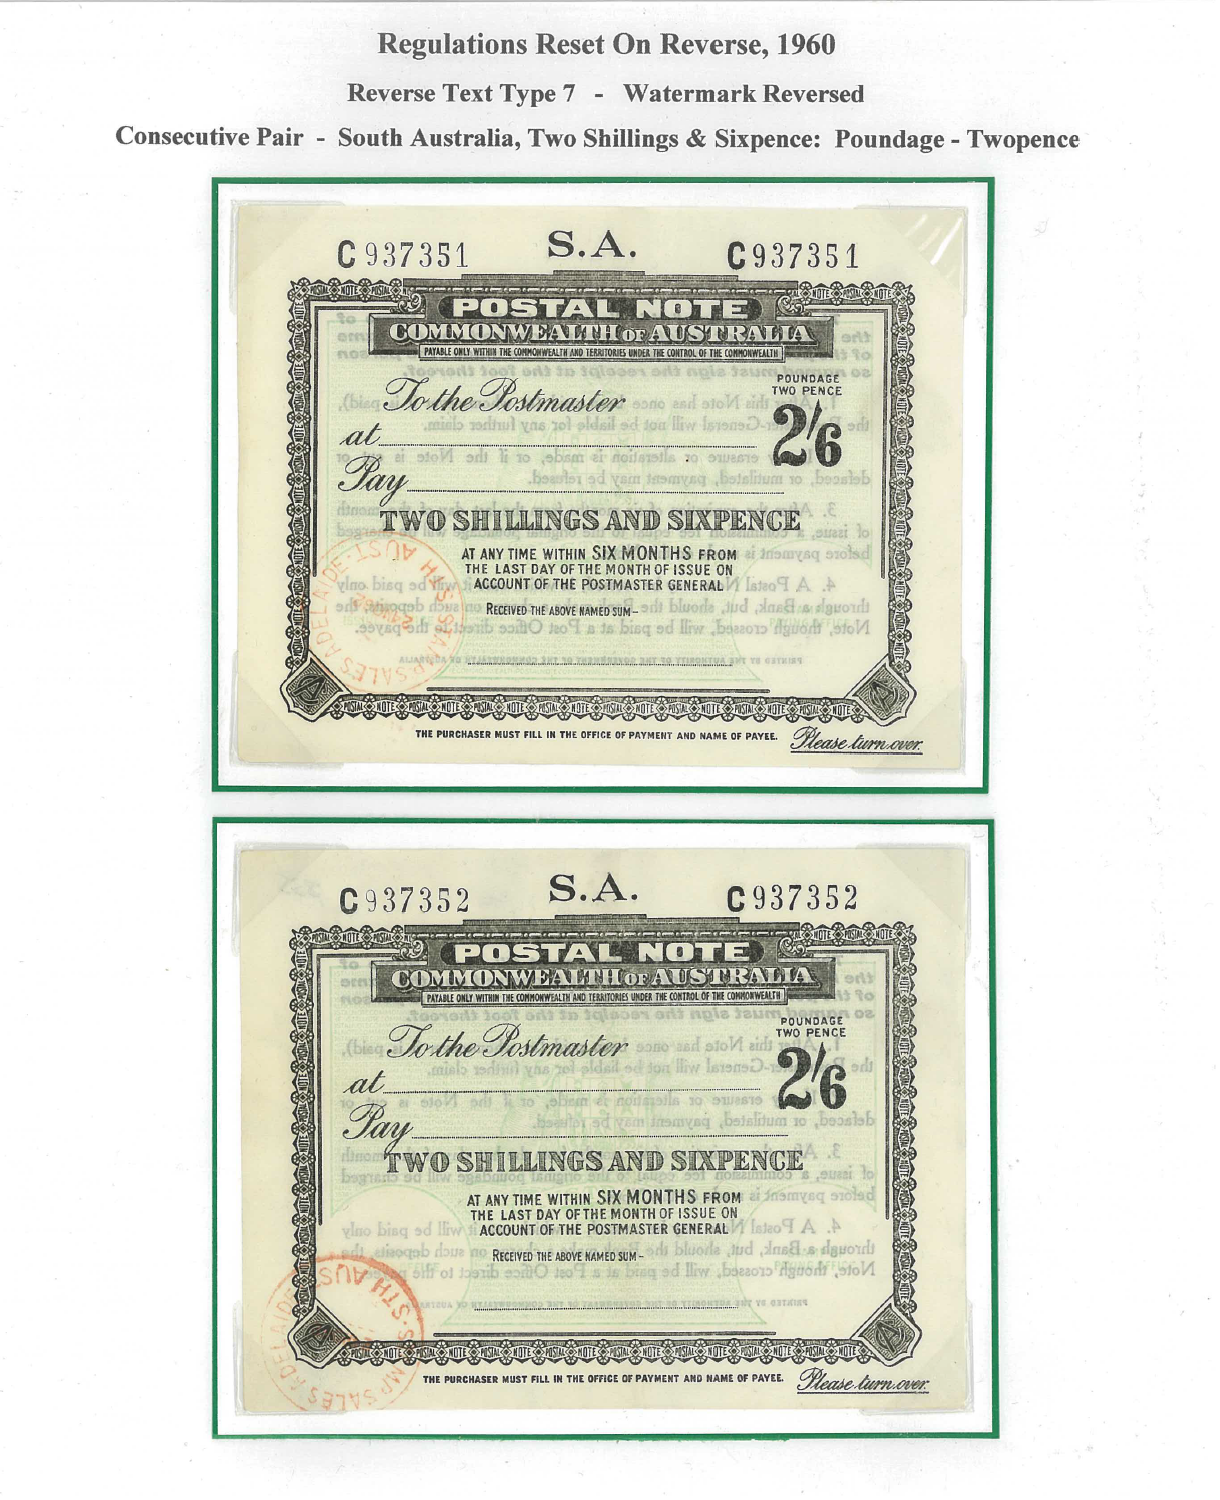 Regulations Reset On Reverse, 1960
Reverse Text Type 7 - Watermark Reversed
Consecutive Pair - South Australia, Two Shillings & Sixpence: Poundage - Twopence
C937351 S.A. C937351
POSTAL NOTE
COMMONWEALTH OF AUSTRALIA
PAYABLE ONLY WITHIN THE COMMONWEALTH AND TERRITORIES UNDER THE CONTROL OF THE COMMONWEALTH
POUNDAGE
TWO PENCE
To the Postmaster
2/6
at
Pay
TWO SHILLINGS AND SIXPENCE
AT ANY TIME WITHIN SIX MONTHS FROM
THE LAST DAY OF THE MONTH OF ISSUE ON
ACCOUNT OF THE POSTMASTER GENERAL
RECEIVED THE ABOVE NAMED SUM-
STAMP SALES ADELAIDE STH AUST
THE PURCHASER MUST FILL IN THE OFFICE OF PAYMENT AND NAME OF PAYEE. Please turn over.
C937352 S.A. C937352
POSTAL NOTE
COMMONWEALTH OF AUSTRALIA
PAYABLE ONLY WITHIN THE COMMONWEALTH AND TERRITORIES UNDER THE CONTROL OF THE COMMONWEALTH
POUNDAGE
TWO PENCE
To the Postmaster
2/6
at
Pay
TWO SHILLINGS AND SIXPENCE
AT ANY TIME WITHIN SIX MONTHS FROM
THE LAST DAY OF THE MONTH OF ISSUE ON
ACCOUNT OF THE POSTMASTER GENERAL
RECEIVED THE ABOVE NAMED SUM-
SALES ADELAIDE STH AUS
THE PURCHASER MUST FILL IN THE OFFICE OF PAYMENT AND NAME OF PAYEE. Please turn over.